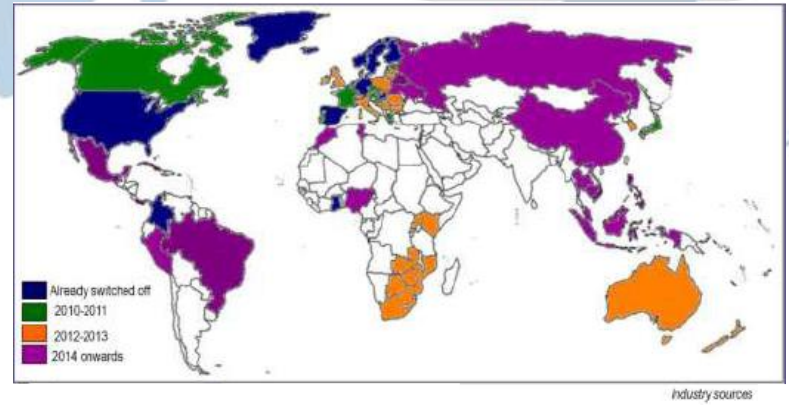 Already switched off
2010-2011
2012-2013
2014 onwards
Industry sources